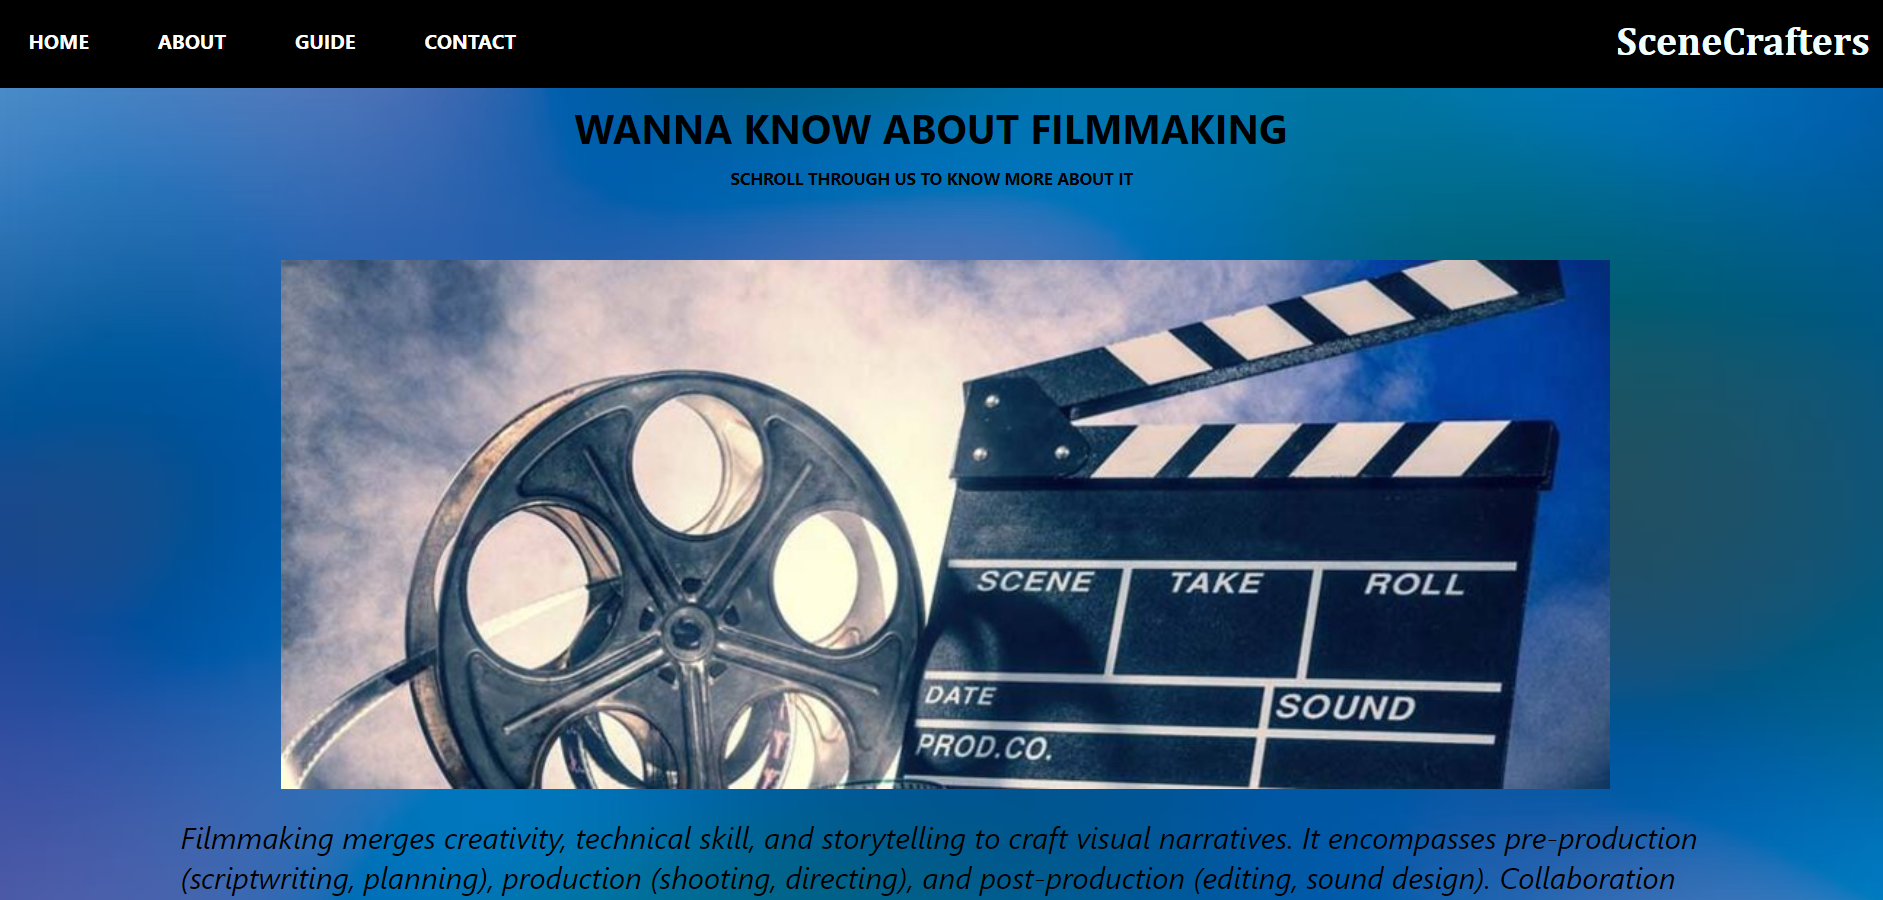 HOME ABOUT GUIDE CONTACT SceneCrafters
WANNA KNOW ABOUT FILMMAKING
SCHROLL THROUGH US TO KNOW MORE ABOUT IT
SCENE TAKE ROLL
DATE SOUND
PROD.CO.
Filmmaking merges creativity, technical skill, and storytelling to craft visual narratives. It encompasses pre-production
(scriptwriting, planning), production (shooting, directing), and post-production (editing, sound design). Collaboration